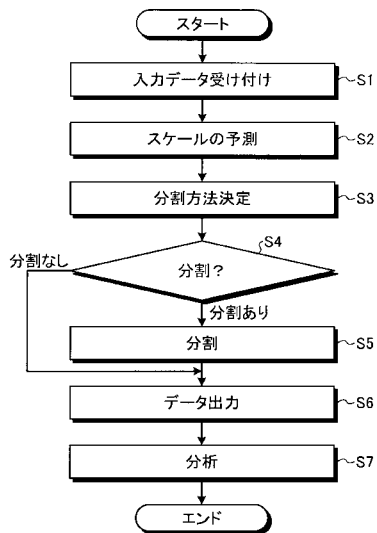 スタート
入力データ受け付け
S1
スケールの予測
S2
分割方法決定
S3
S4
分割?
分割なし
分割あり
分割
S5
データ出力
S6
分析
S7
エンド